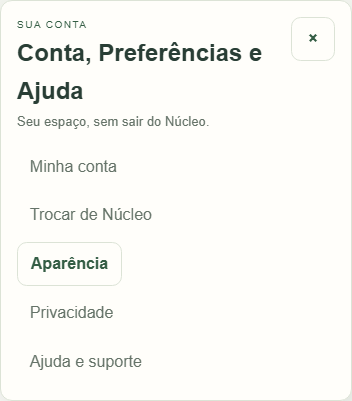 SUA CONTA
Conta, Preferências e
Ajuda
Seu espaço, sem sair do Núcleo.
×
Minha conta
Trocar de Núcleo
Aparência
Privacidade
Ajuda e suporte